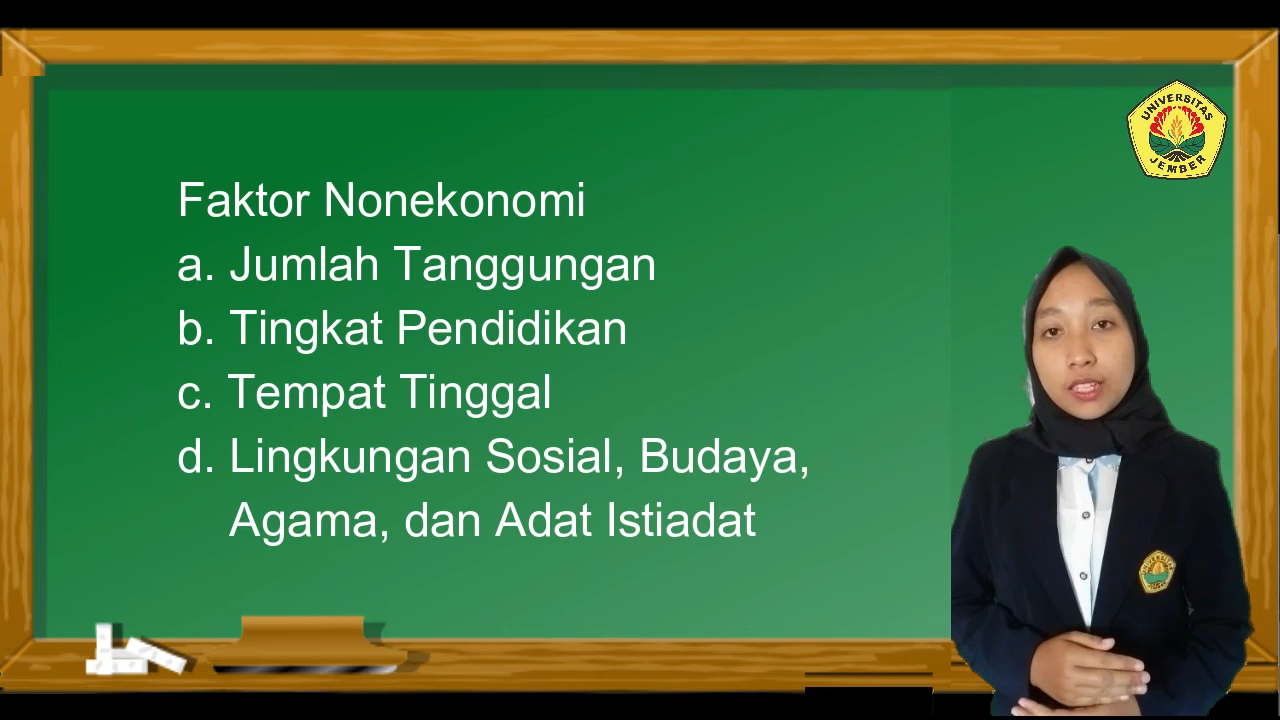 Faktor Nonekonomi
a. Jumlah Tanggungan
b. Tingkat Pendidikan
c. Tempat Tinggal
d. Lingkungan Sosial, Budaya,
Agama, dan Adat Istiadat
UNIVERSITAS
JEMBER